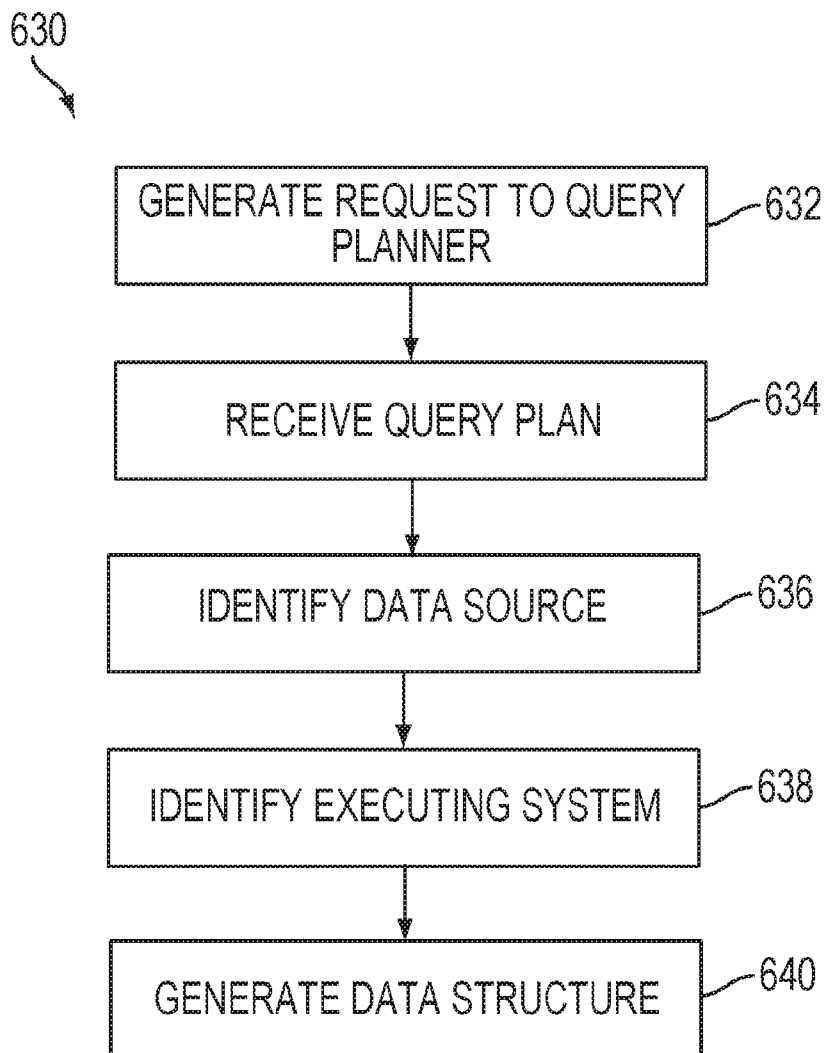 630
GENERATE REQUEST TO QUERY
PLANNER
632
RECEIVE QUERY PLAN
634
IDENTIFY DATA SOURCE
636
IDENTIFY EXECUTING SYSTEM
638
GENERATE DATA STRUCTURE
640